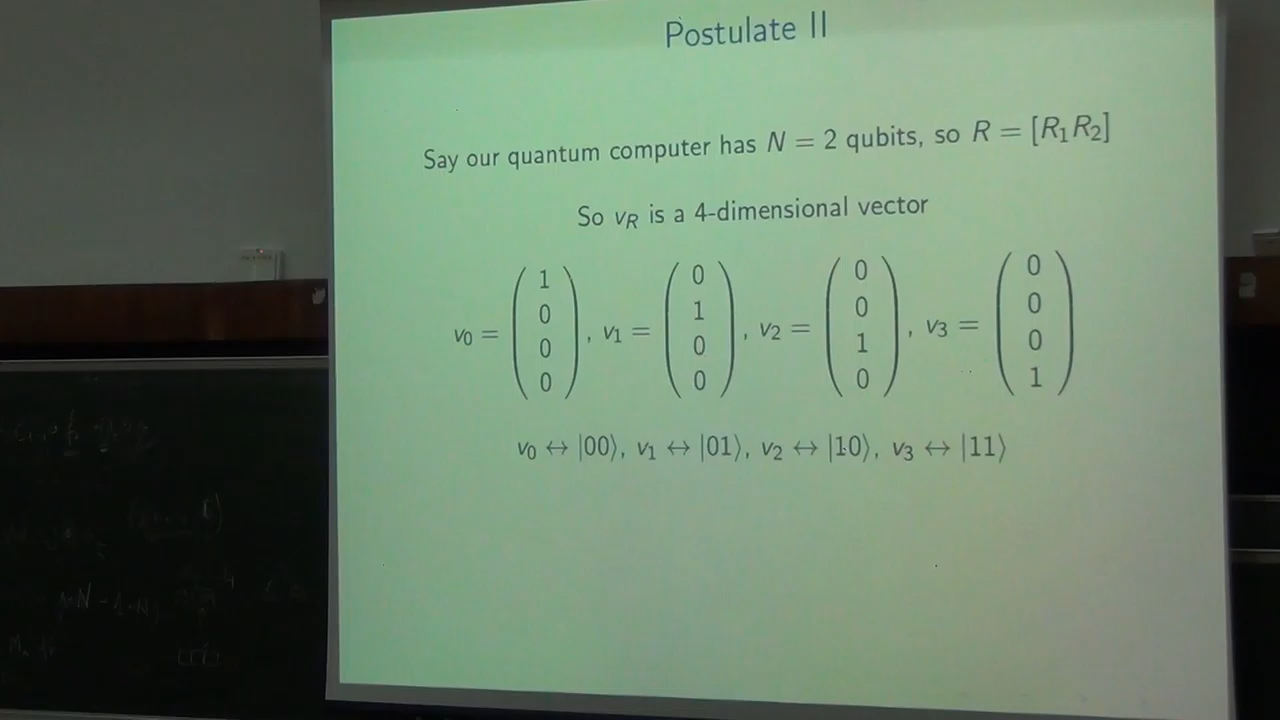 Postulate II
Say our quantum computer has N = 2 qubits, so R = [R₁R₂]
So v_R is a 4-dimensional vector
v₀ = (1 0 0 0), v₁ = (0 1 0 0), v₂ = (0 0 1 0), v₃ = (0 0 0 1)
v₀ ↔ |00⟩, v₁ ↔ |01⟩, v₂ ↔ |10⟩, v₃ ↔ |11⟩